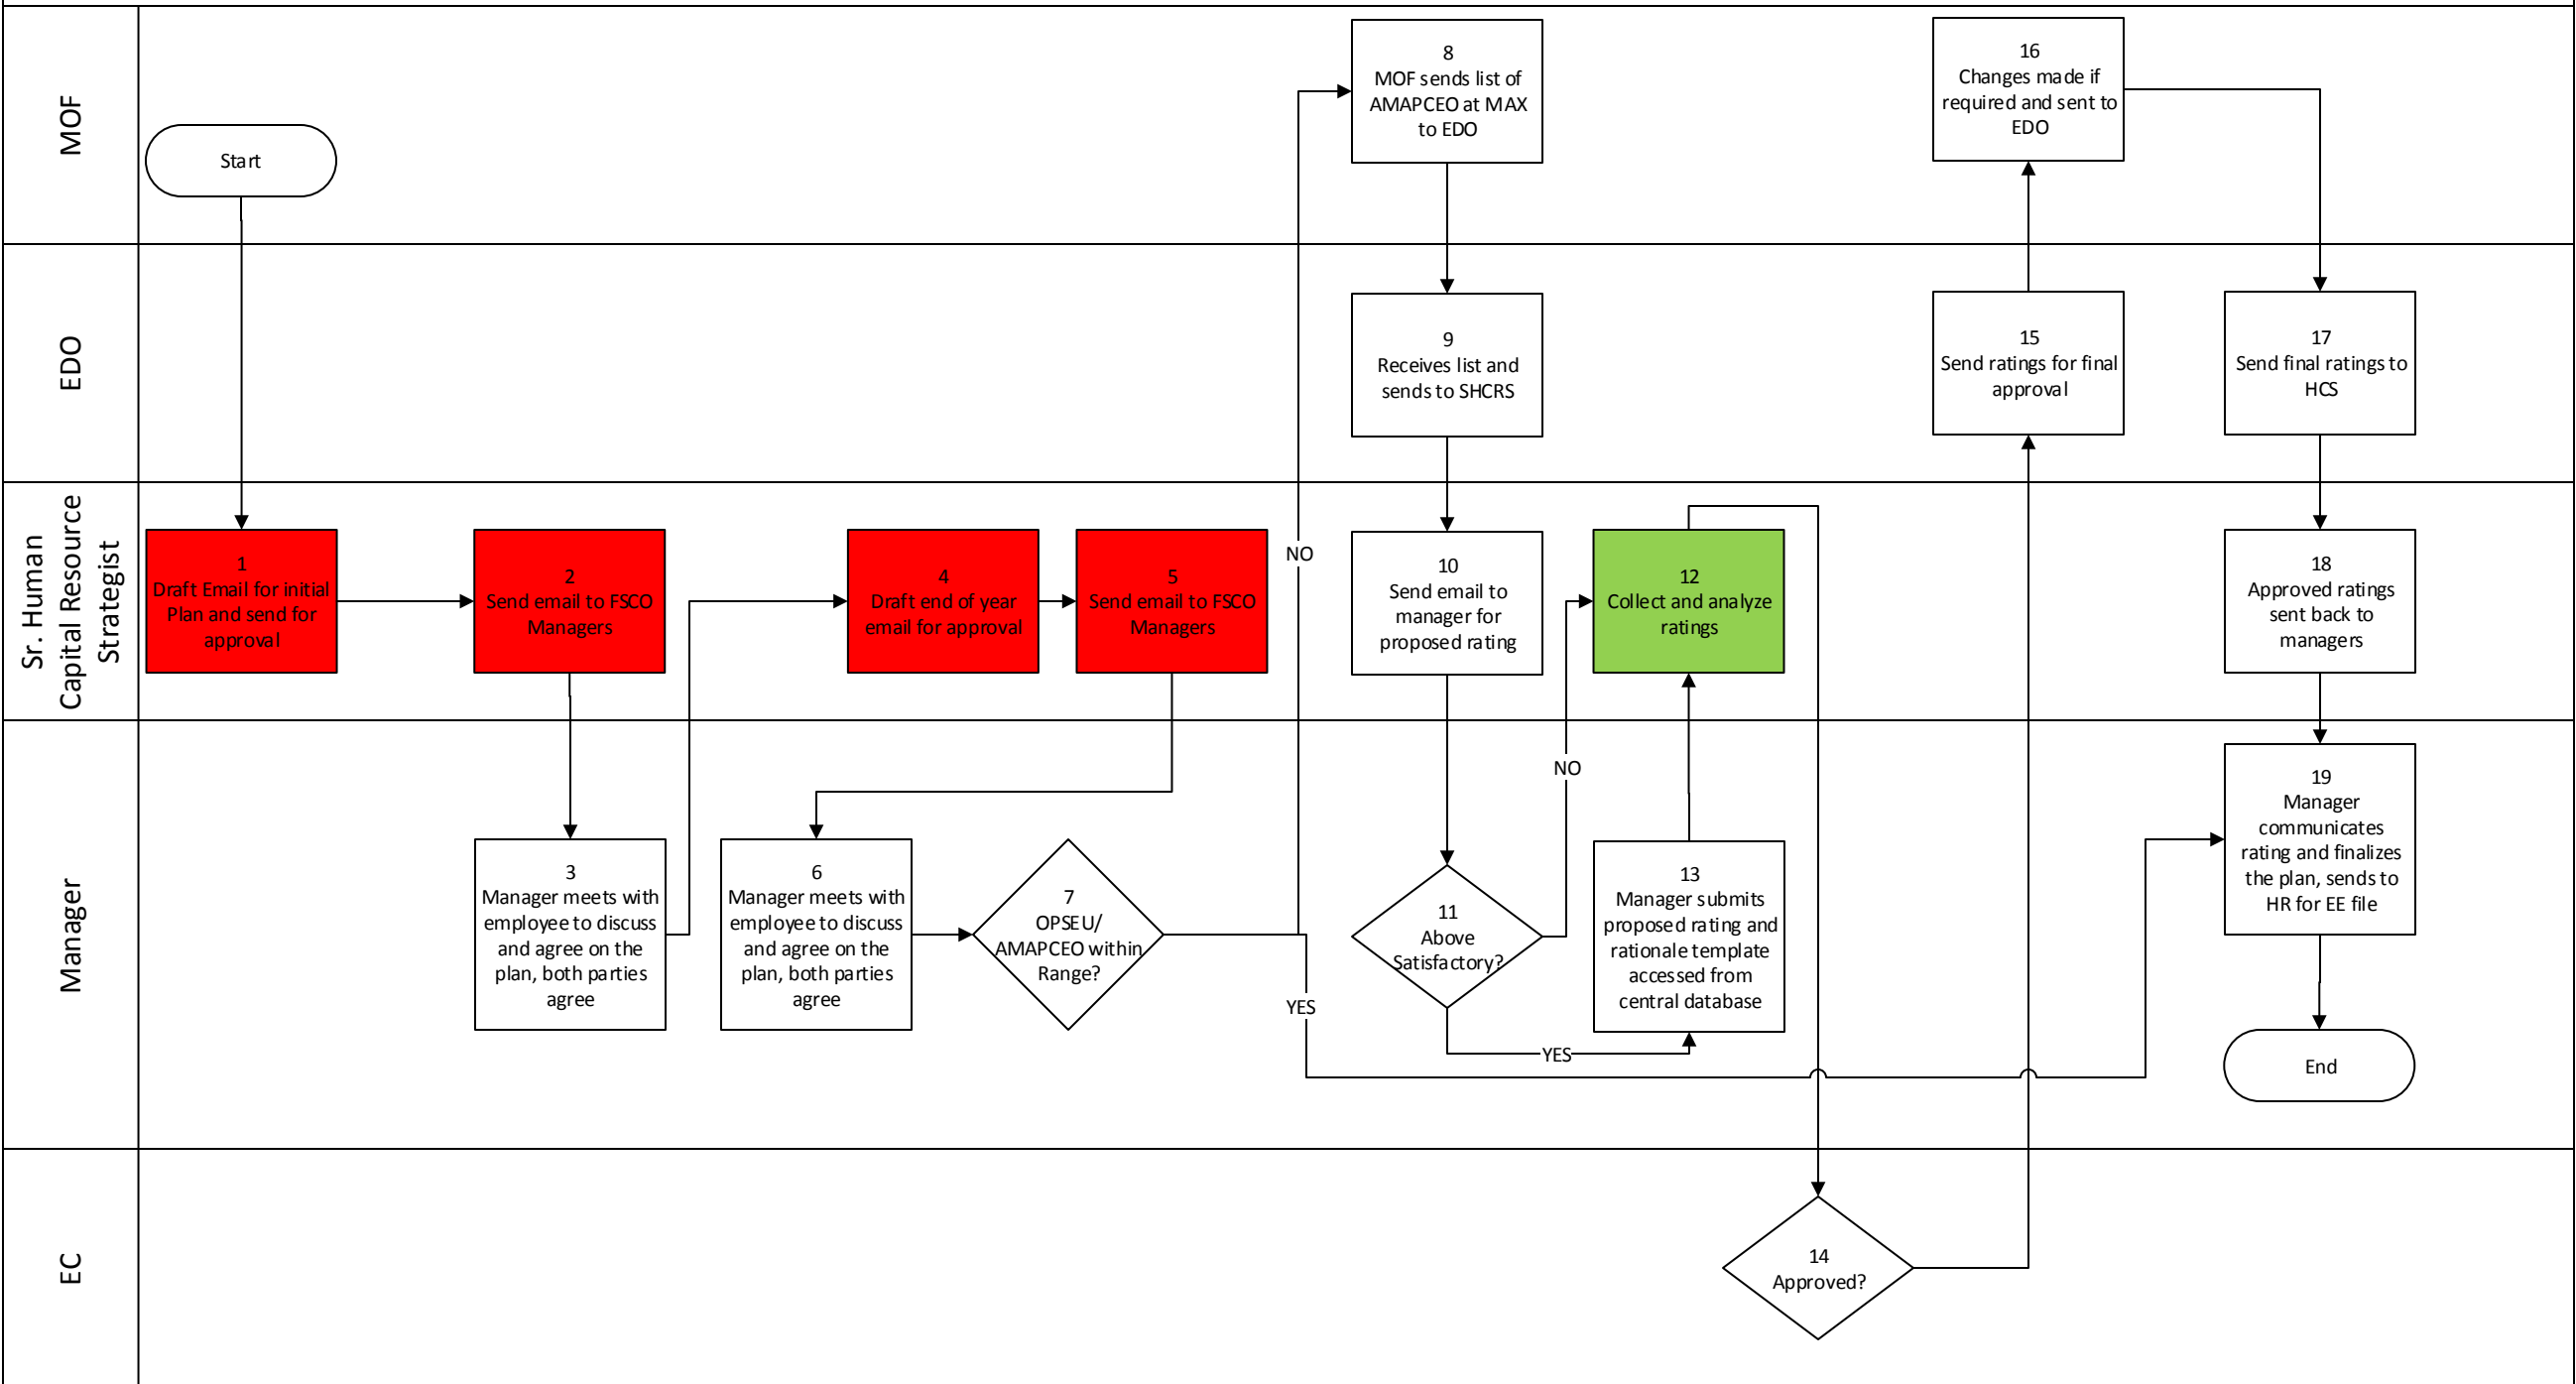 MOF
Start
8
MOF sends list of
AMAPCEO at MAX
to EDO
16
Changes made if
required and sent to
EDO
EDO
9
Receives list and
sends to SHCRS
15
Send ratings for final
approval
17
Send final ratings to
HCS
Sr. Human
Capital Resource
Strategist
1
Draft Email for initial
Plan and send for
approval
2
Send email to FSCO
Managers
4
Draft end of year
email for approval
5
Send email to FSCO
Managers
NO
10
Send email to
manager for
proposed rating
12
Collect and analyze
ratings
18
Approved ratings
sent back to
managers
Manager
3
Manager meets with
employee to discuss
and agree on the
plan, both parties
agree
6
Manager meets with
employee to discuss
and agree on the
plan, both parties
agree
7
OPSEU/
AMAPCEO within
Range?
YES
11
Above
Satisfactory?
NO
YES
13
Manager submits
proposed rating and
rationale template
accessed from
central database
19
Manager
communicates
rating and finalizes
the plan, sends to
HR for EE file
End
EC
14
Approved?